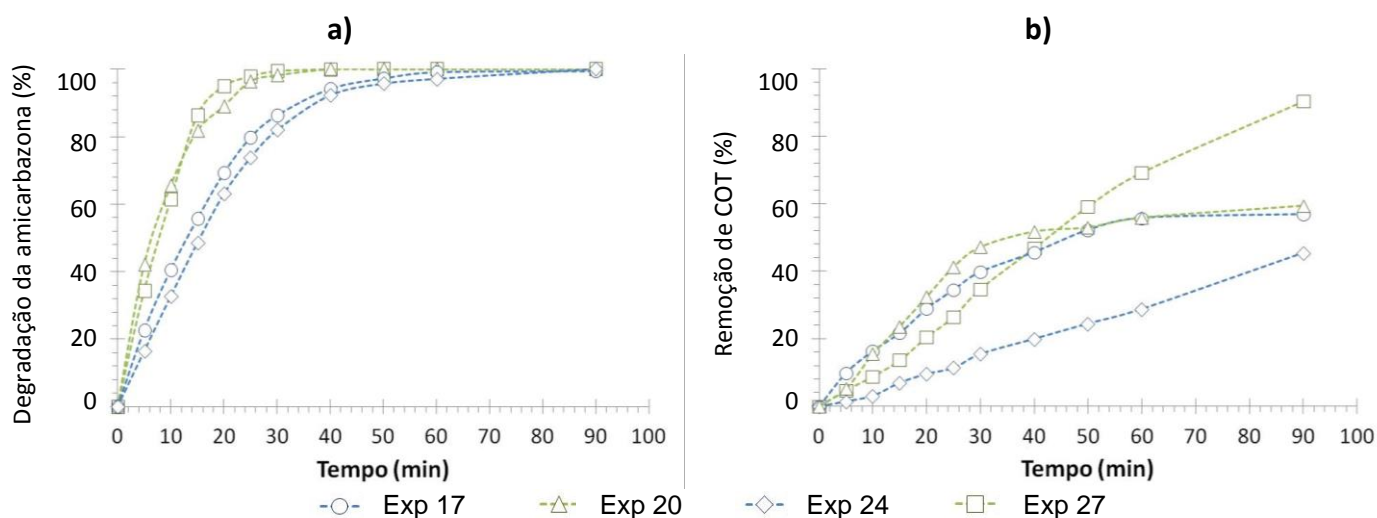 a)
Degradação da amicarbazona (%)
100
80
60
40
20
0
0 10 20 30 40 50 60 70 80 90 100
Tempo (min)
b)
Remoção de COT (%)
100
80
60
40
20
0
0 10 20 30 40 50 60 70 80 90 100
Tempo (min)
Exp 17 Exp 20 Exp 24 Exp 27